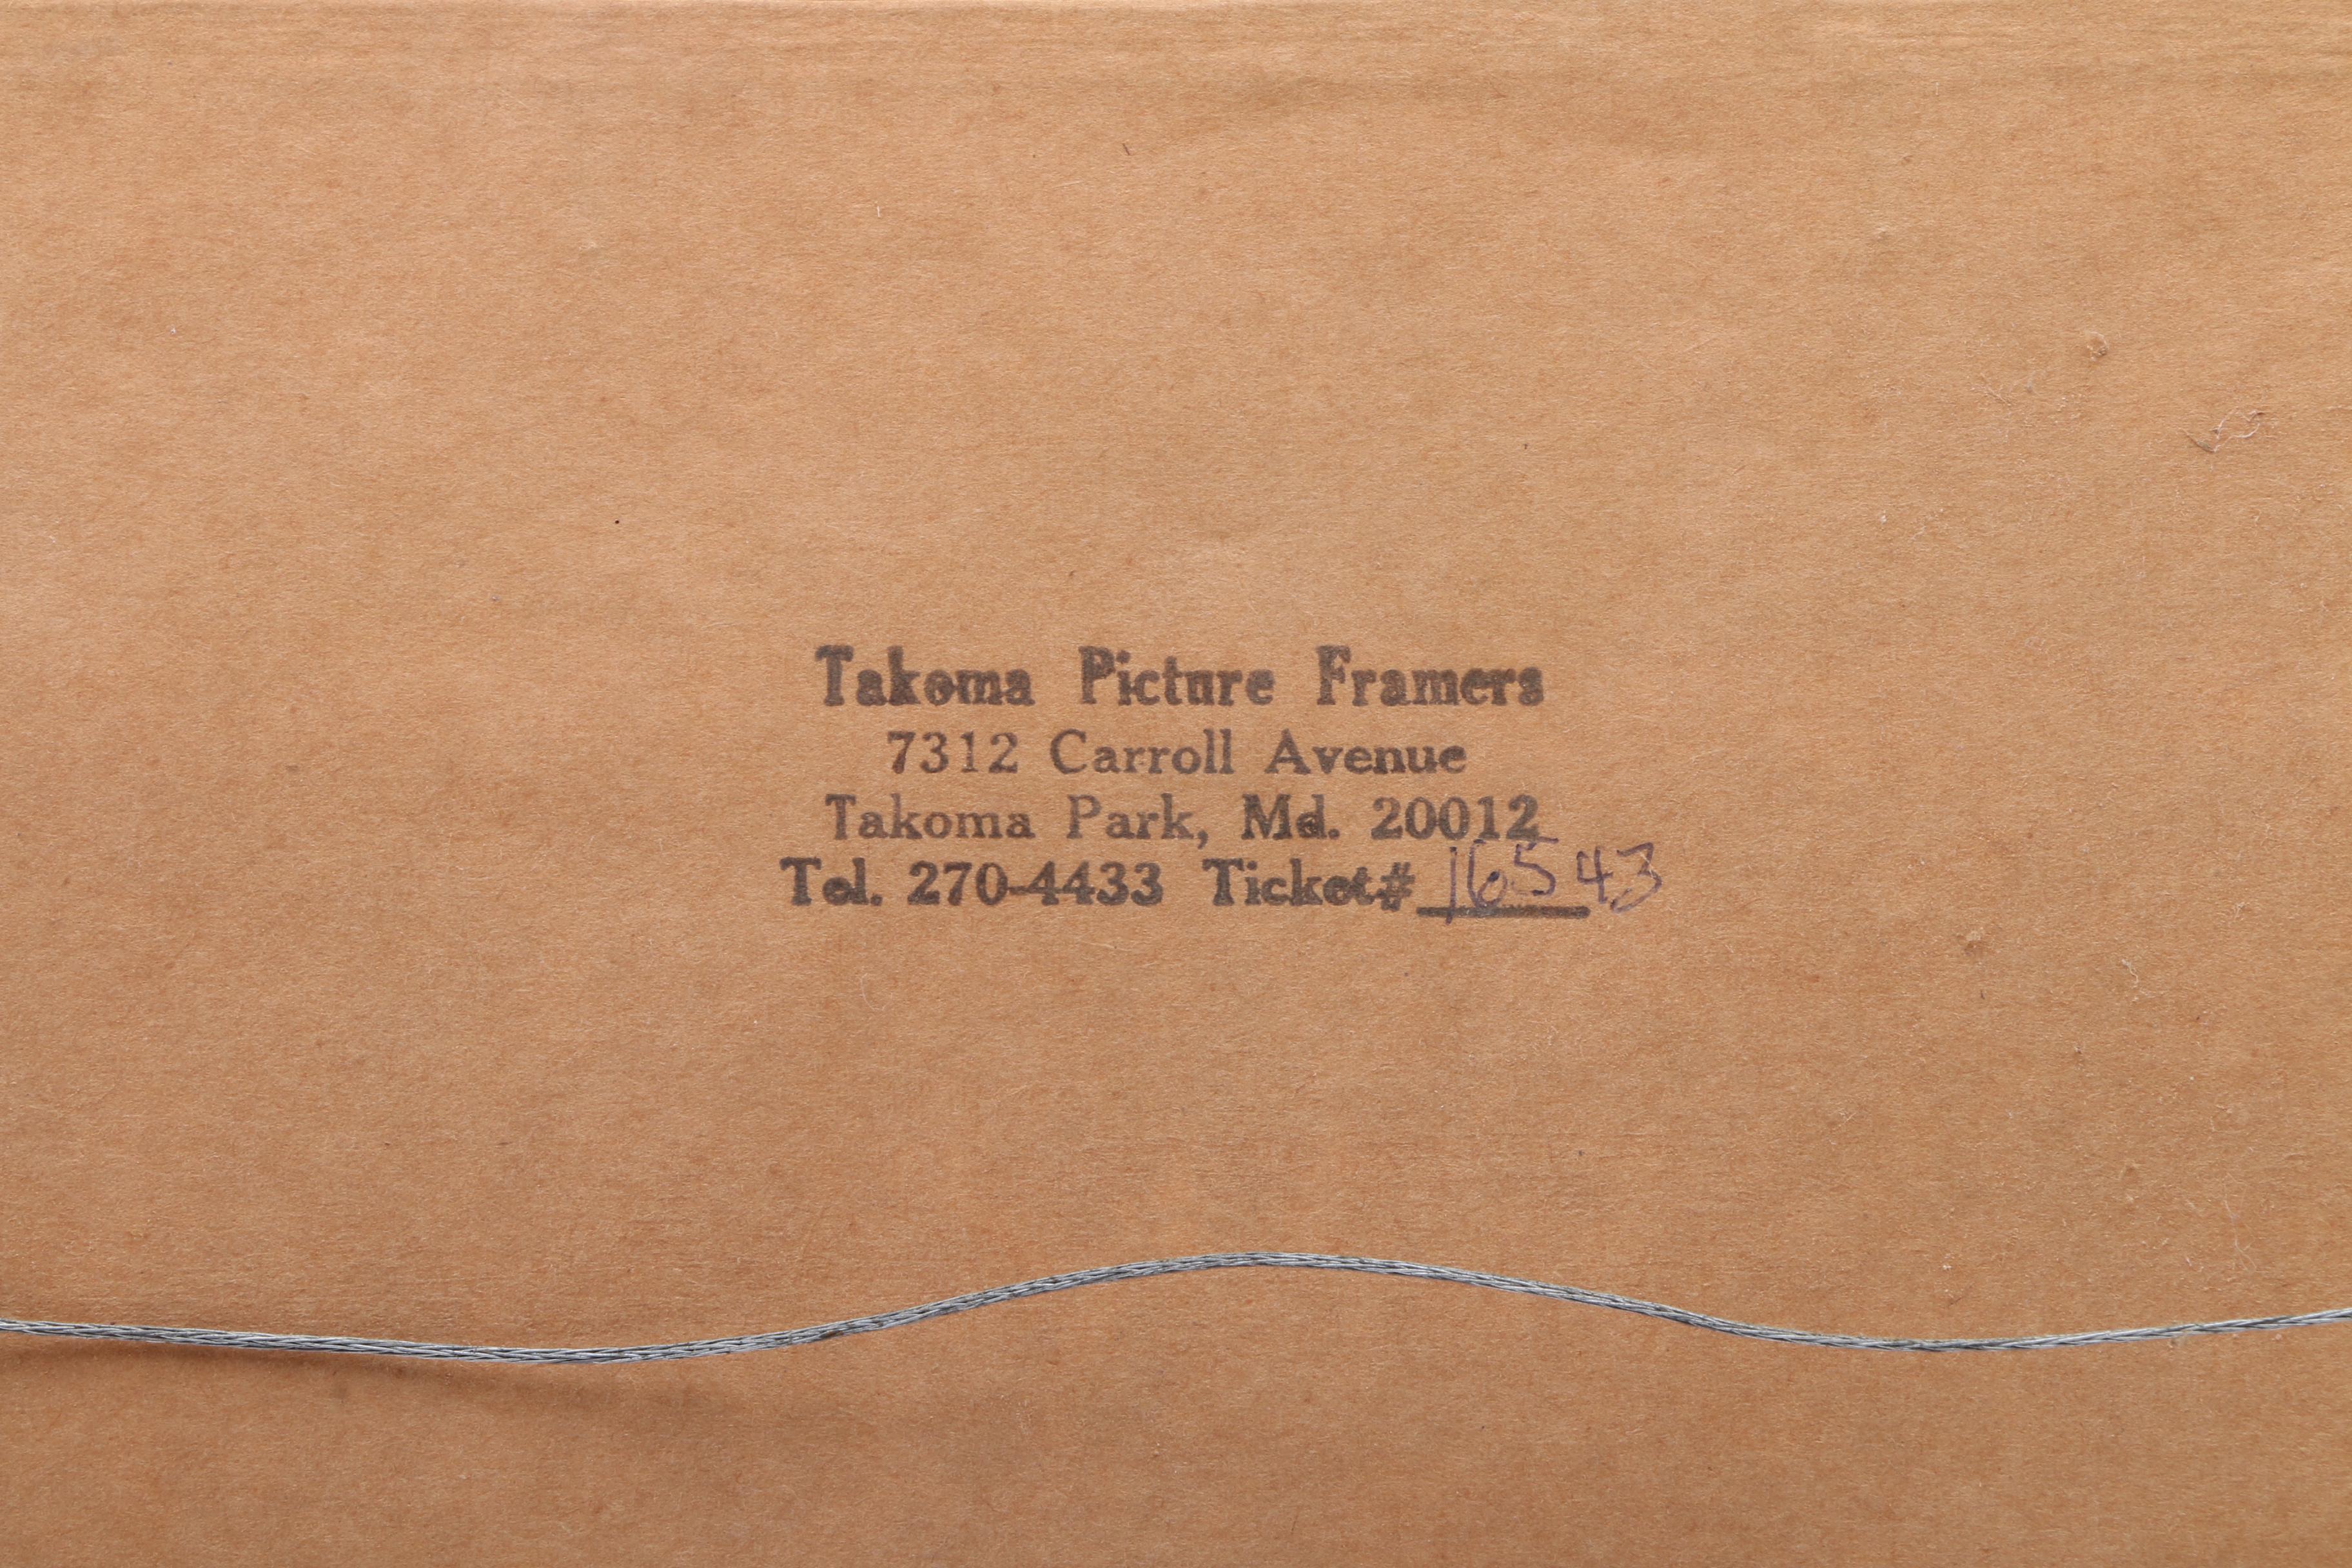 Takoma Picture Framers
7312 Carroll Avenue
Takoma Park, Md. 20012
Tel. 270-4433 Ticket# 16543